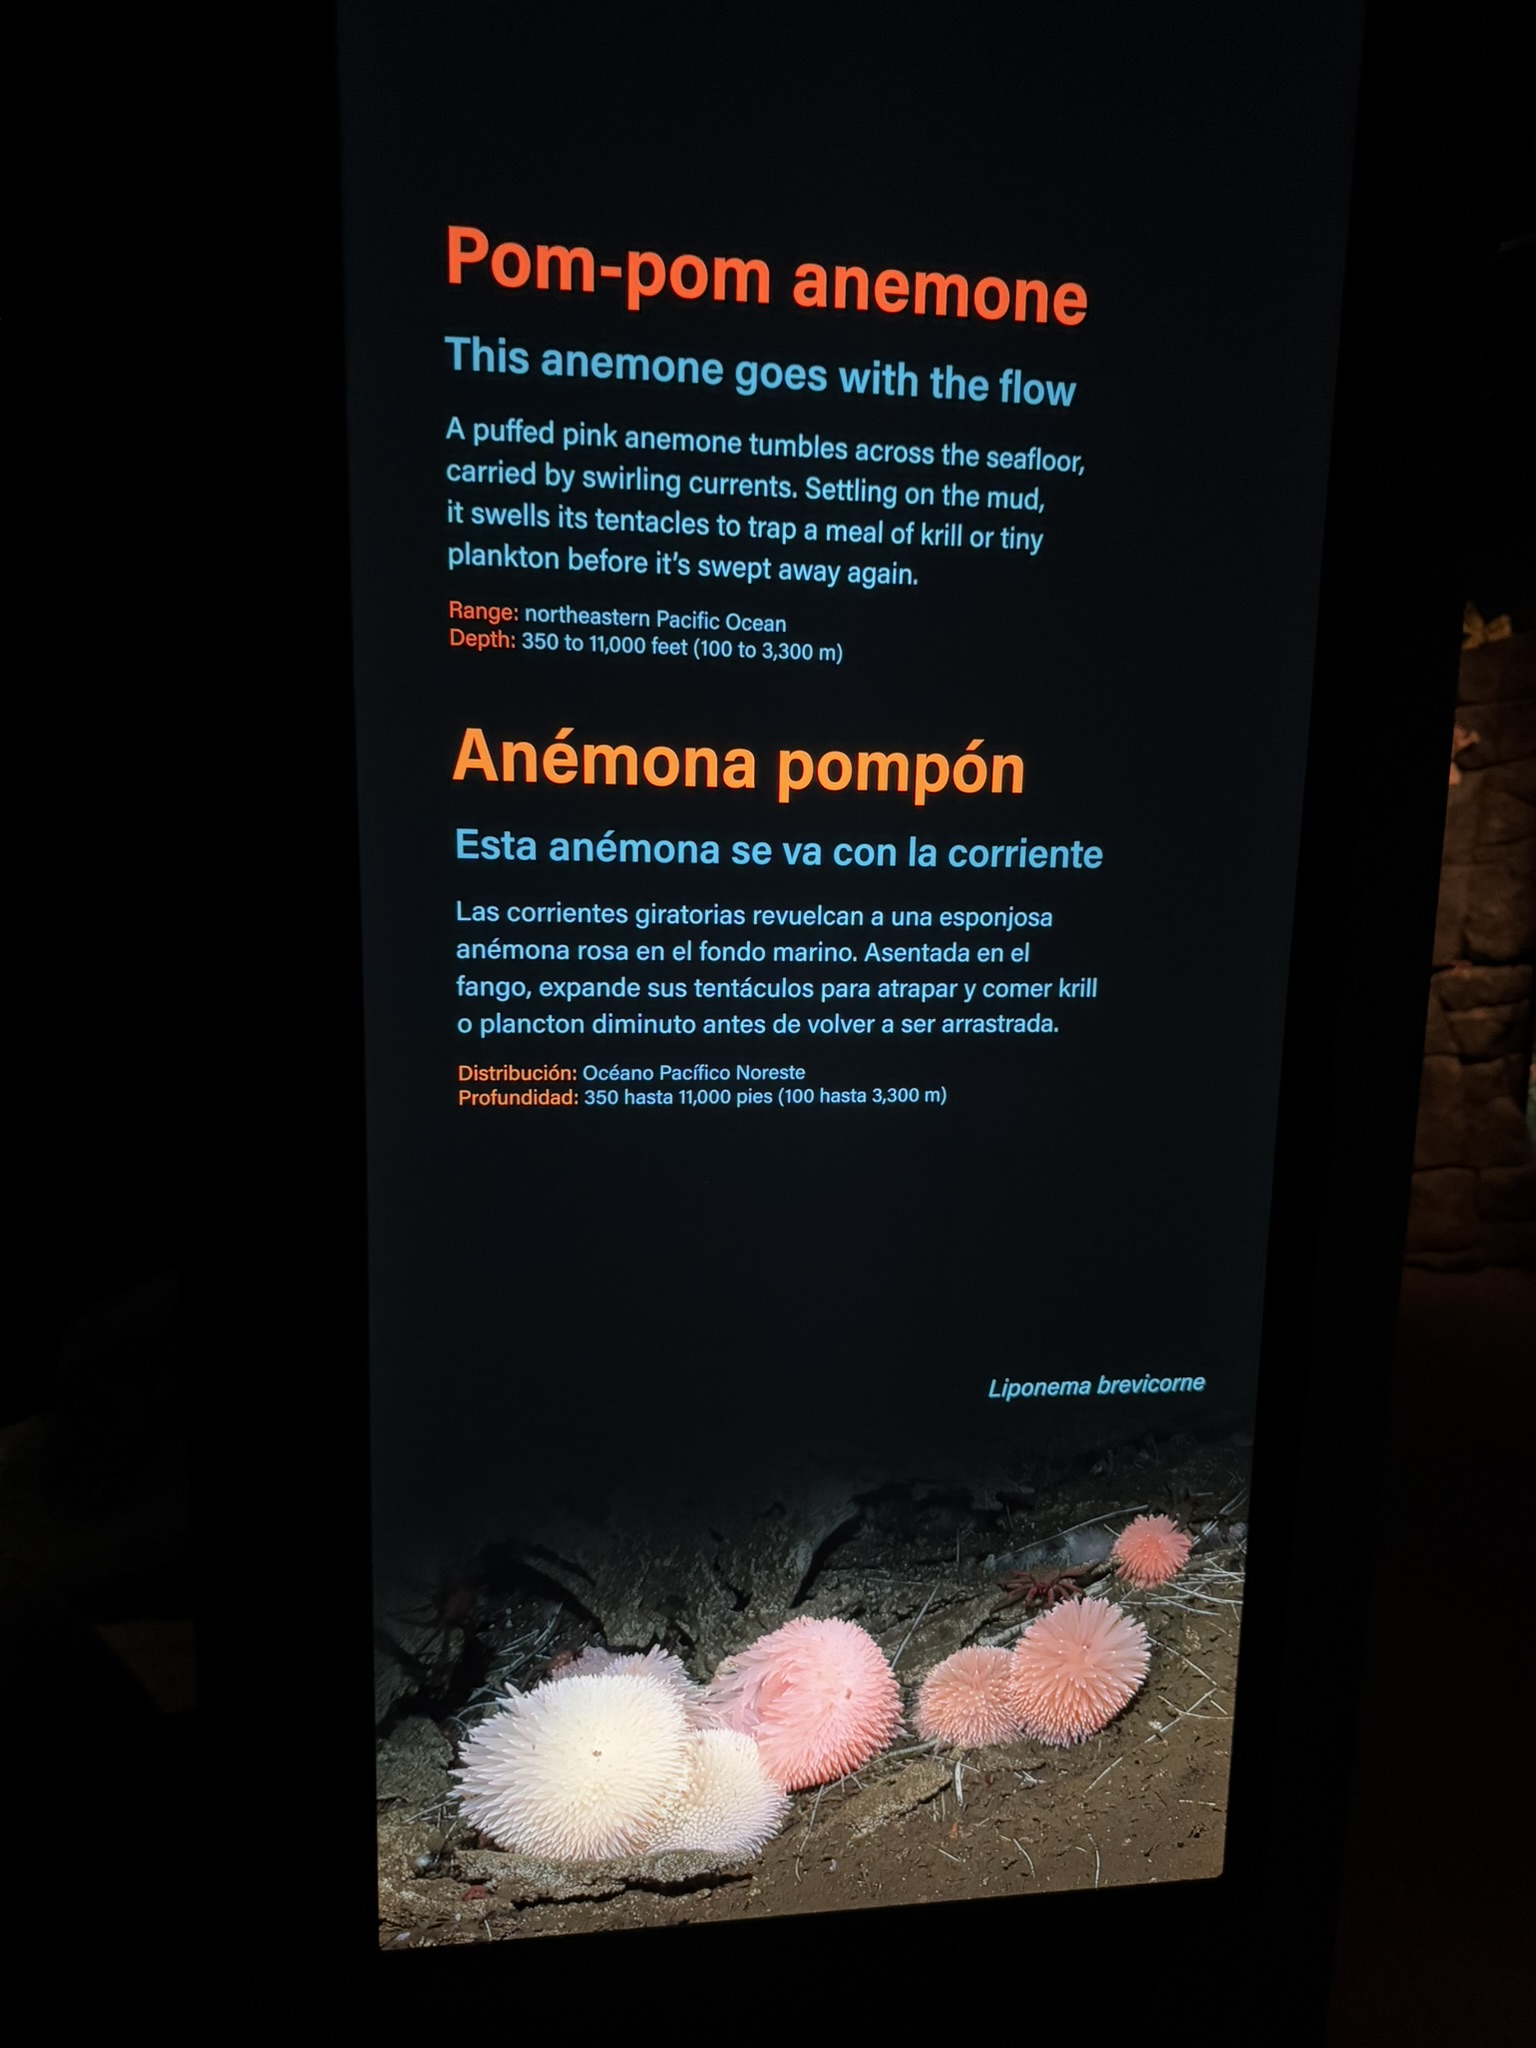 Pom-pom anemone
This anemone goes with the flow
A puffed pink anemone tumbles across the seafloor,
carried by swirling currents. Settling on the mud,
it swells its tentacles to trap a meal of krill or tiny
plankton before it's swept away again.
Range: northeastern Pacific Ocean
Depth: 350 to 11,000 feet (100 to 3,300 m)
Anémona pompón
Esta anémona se va con la corriente
Las corrientes giratorias revuelcan a una esponjosa
anémona rosa en el fondo marino. Asentada en el
fango, expande sus tentáculos para atrapar y comer krill
o plancton diminuto antes de volver a ser arrastrada.
Distribución: Océano Pacífico Noreste
Profundidad: 350 hasta 11,000 pies (100 hasta 3,300 m)
Liponema brevicorne